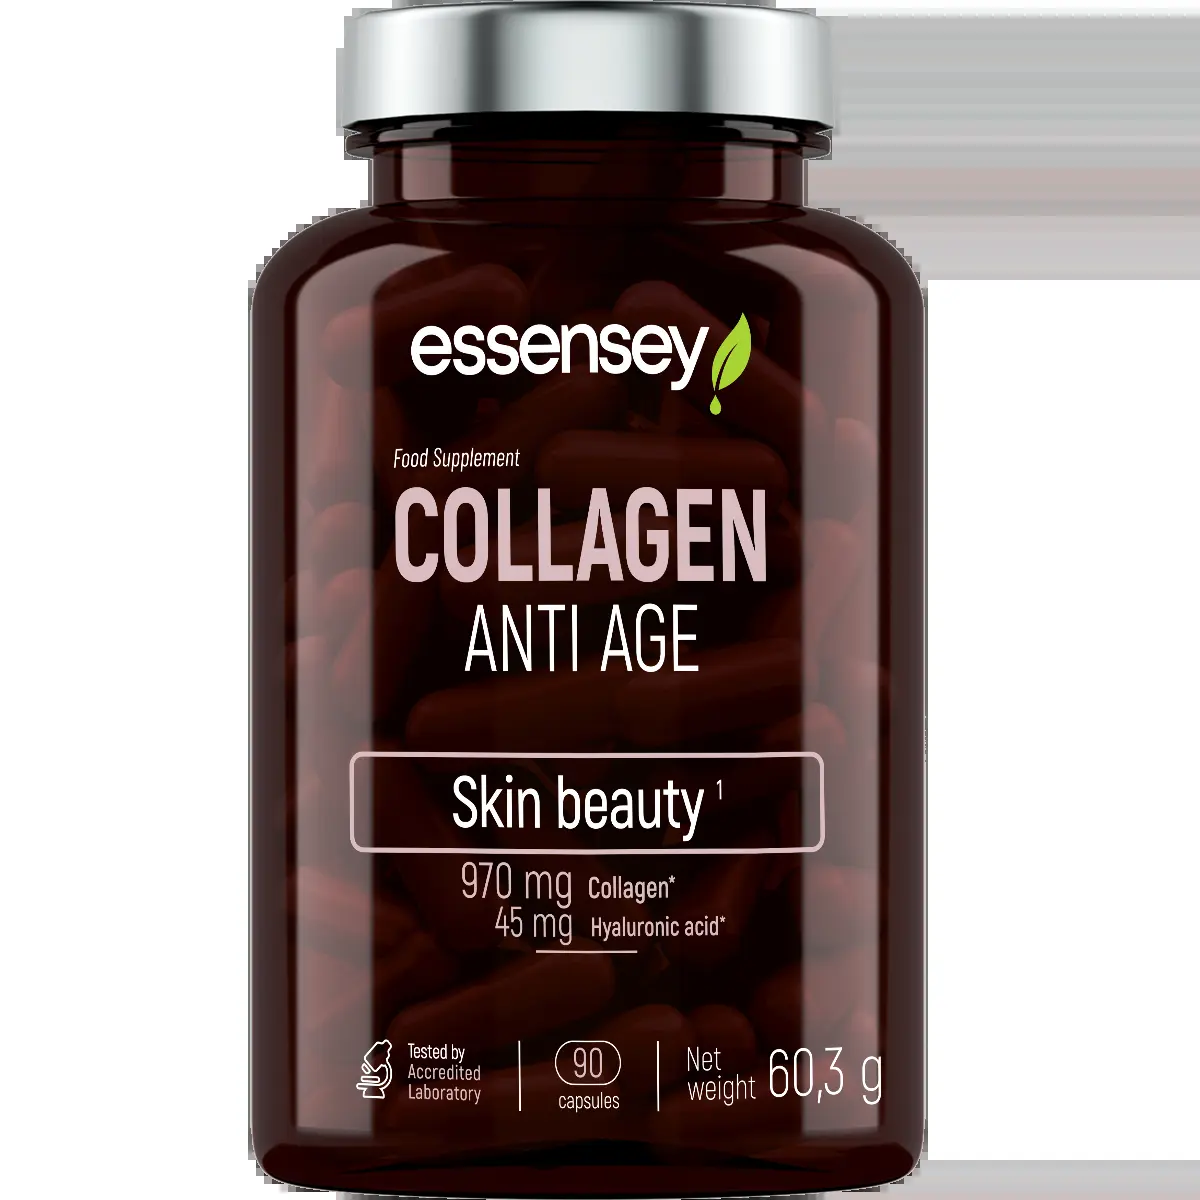 essensey
Food Supplement
COLLAGEN
ANTI AGE
Skin beauty ¹
970 mg Collagen*
45 mg Hyaluronic acid*
Tested by
Accredited
Laboratory
90
capsules
Net
weight 60,3 g